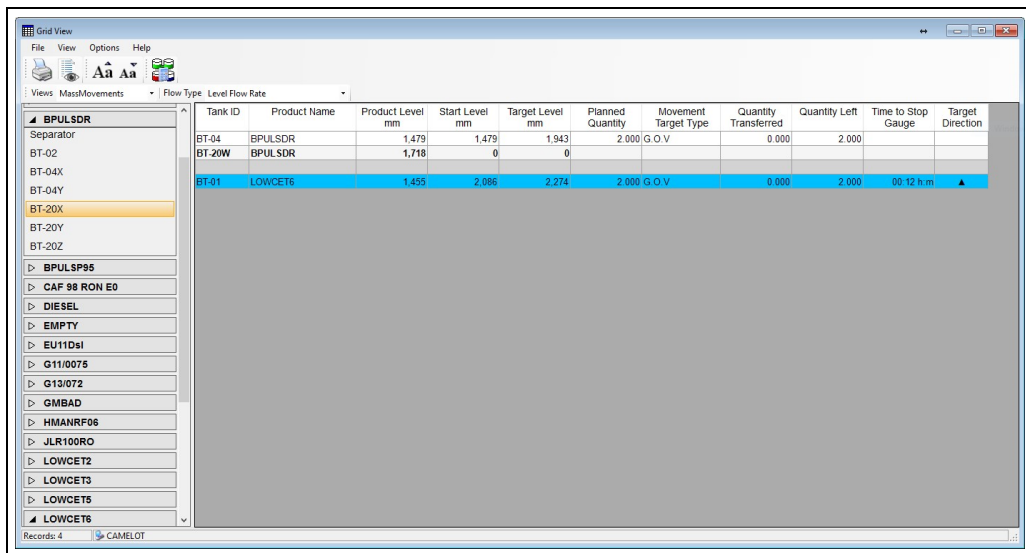 Grid View
File View Options Help
Aâ Aǎ
Views MassMovements Flow Type Level Flow Rate
BPULSDR
Separator
BT-02
BT-04X
BT-04Y
BT-20X
BT-20Y
BT-20Z
BPULSP95
CAF 98 RON E0
DIESEL
EMPTY
EU11Dsl
G11/0075
G13/072
GMBAD
HMANRF06
JLR100RO
LOWCET2
LOWCET3
LOWCET5
LOWCET6
Tank ID Product Name Product Level mm Start Level mm Target Level mm Planned Quantity Movement Target Type Quantity Transferred Quantity Left Time to Stop Gauge Target Direction
BT-04 BPULSDR 1,479 1,479 1,943 2.000 G.O.V 0.000 2.000
BT-20W BPULSDR 1,718 0 0
BT-01 LOWCET6 1,455 2,086 2,274 2.000 G.O.V 0.000 2.000 00:12 h:m ▲
Records: 4 CAMELOT